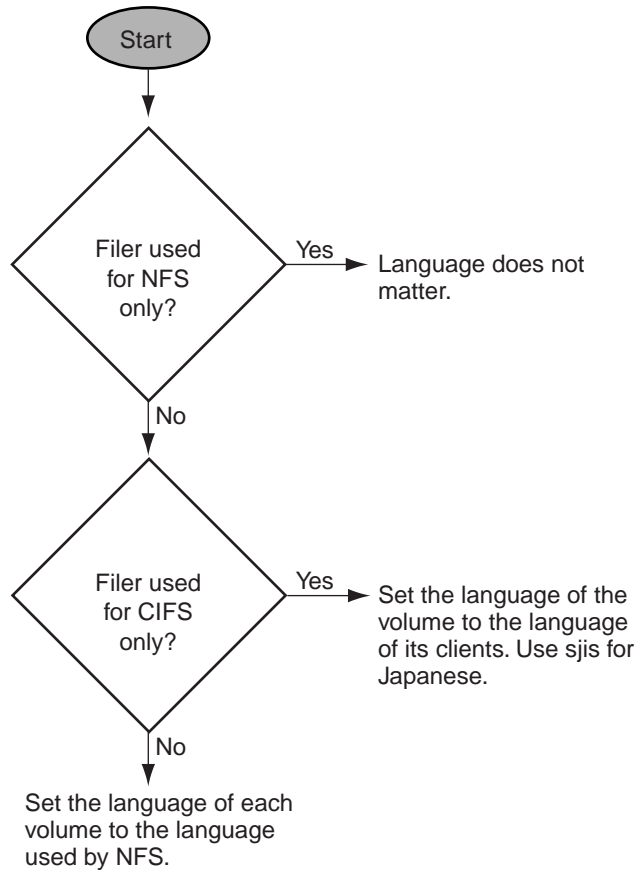 Start
Filer used
for NFS
only?
Yes
Language does not
matter.
No
Filer used
for CIFS
only?
Yes
Set the language of the
volume to the language
of its clients. Use sjis for
Japanese.
No
Set the language of each
volume to the language
used by NFS.